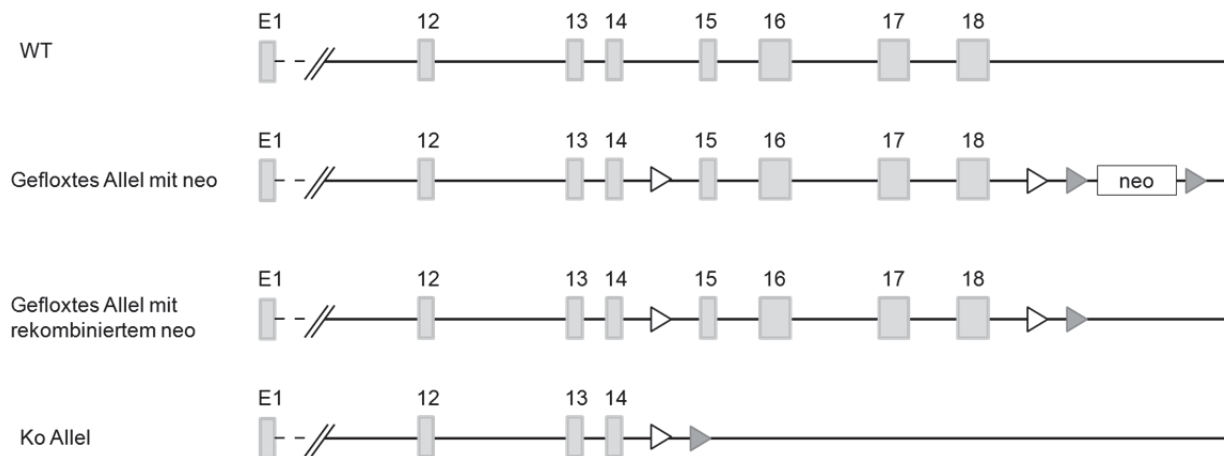 E1 12 13 14 15 16 17 18
WT
E1 12 13 14 15 16 17 18
Gefloxtes Allel mit neo
neo
E1 12 13 14 15 16 17 18
Gefloxtes Allel mit
rekombiniertem neo
E1 12 13 14
Ko Allel